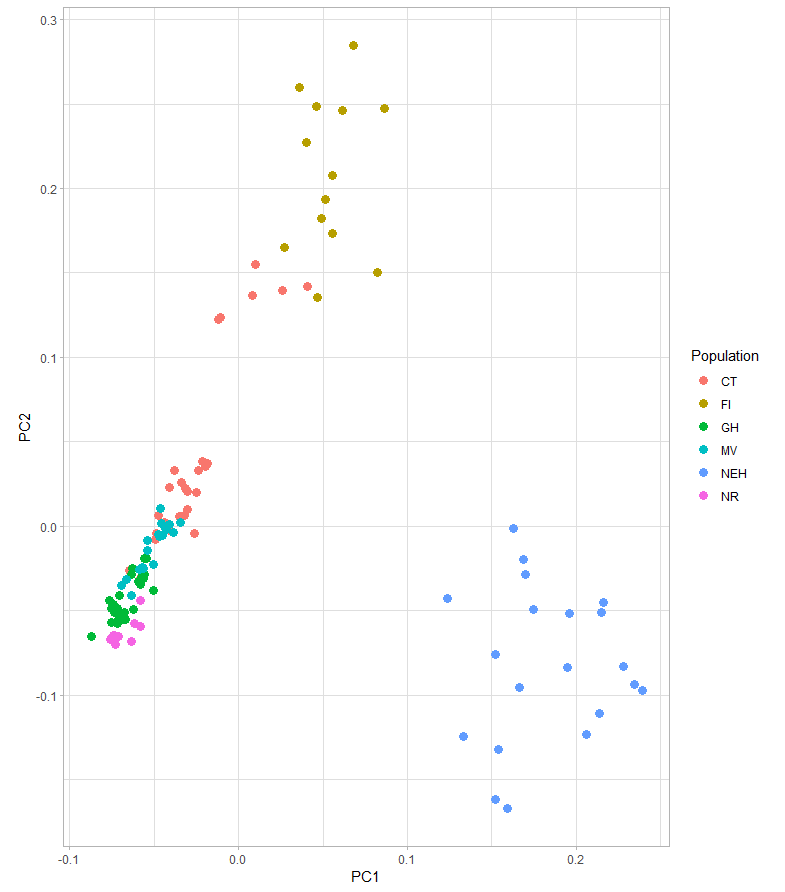 0.3
0.2
0.1
0.0
-0.1
PC2
-0.1
0.0
0.1
0.2
PC1
Population
CT
FI
GH
MV
NEH
NR